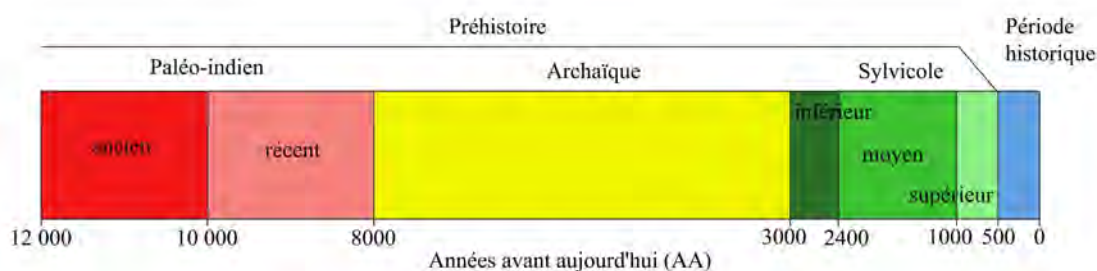 Préhistoire
Période
historique
Paléo-indien
Archaïque
Sylvicole
ancien
récent
inférieur
moyen
supérieur
12 000
10 000
8000
3000
2400
1000
500
0
Années avant aujourd'hui (AA)